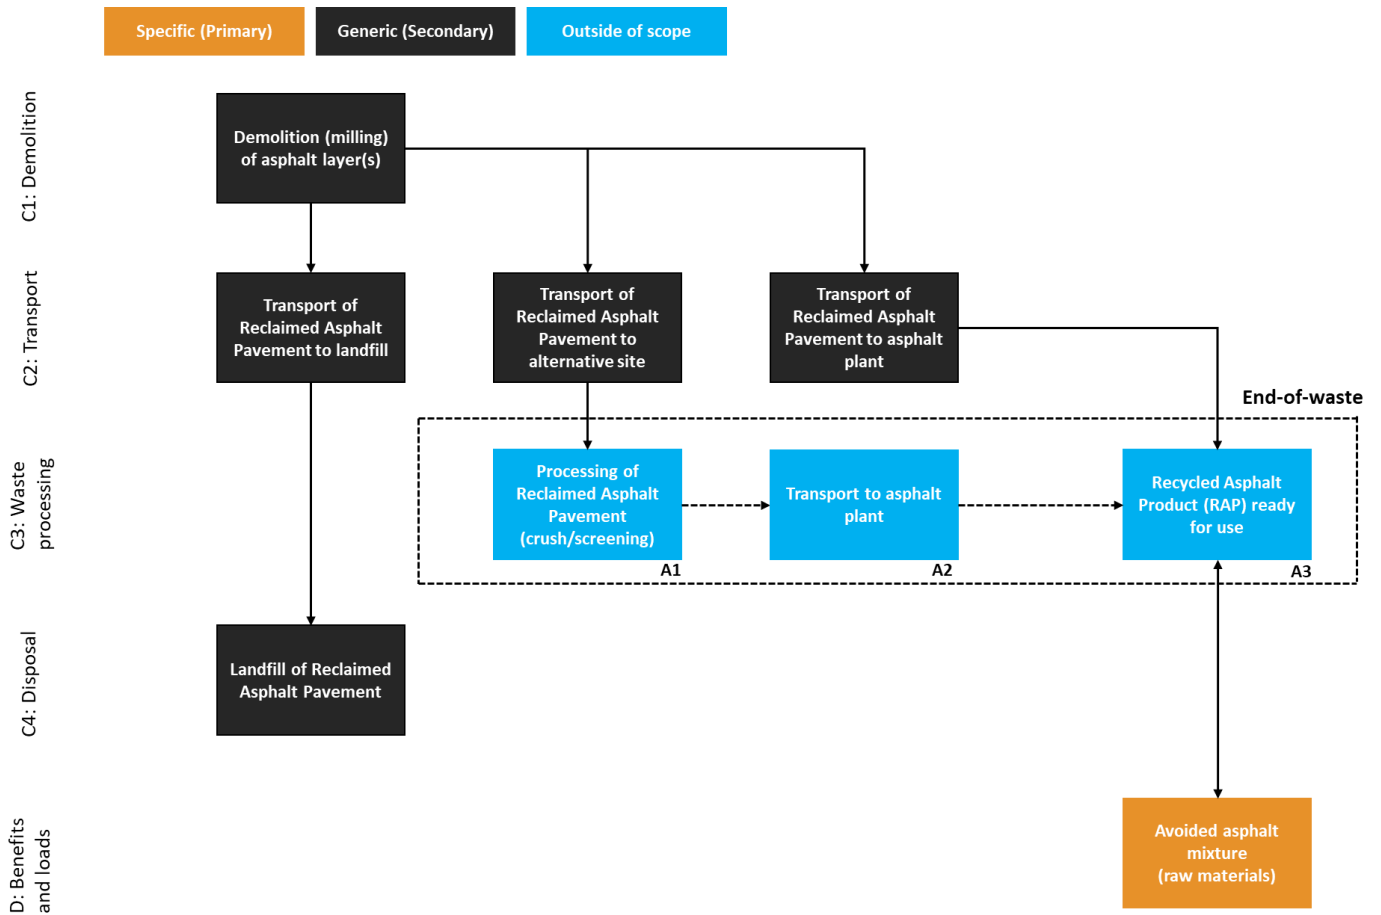 Specific (Primary)
Generic (Secondary)
Outside of scope
C1: Demolition
Demolition (milling)
of asphalt layer(s)
C2: Transport
Transport of
Reclaimed Asphalt
Pavement to landfill
Transport of
Reclaimed Asphalt
Pavement to
alternative site
Transport of
Reclaimed Asphalt
Pavement to asphalt
plant
End-of-waste
C3: Waste
processing
Processing of
Reclaimed Asphalt
Pavement
(crush/screening)
A1
Transport to asphalt
plant
A2
Recycled Asphalt
Product (RAP) ready
for use
A3
C4: Disposal
Landfill of Reclaimed
Asphalt Pavement
D: Benefits
and loads
Avoided asphalt
mixture
(raw materials)